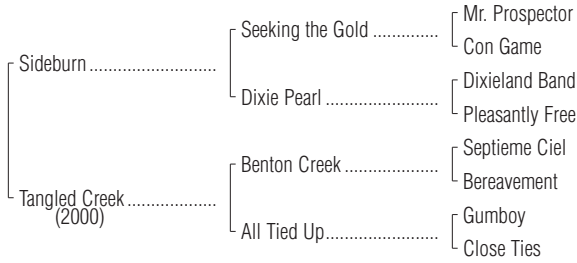 Mr. Prospector
Seeking the Gold ..............
Con Game
Sideburn ...........................
Dixieland Band
Dixie Pearl ........................
Pleasantly Free
Septieme Ciel
Benton Creek ....................
Bereavement
Tangled Creek ...................
(2000)
Gumboy
All Tied Up........................
Close Ties